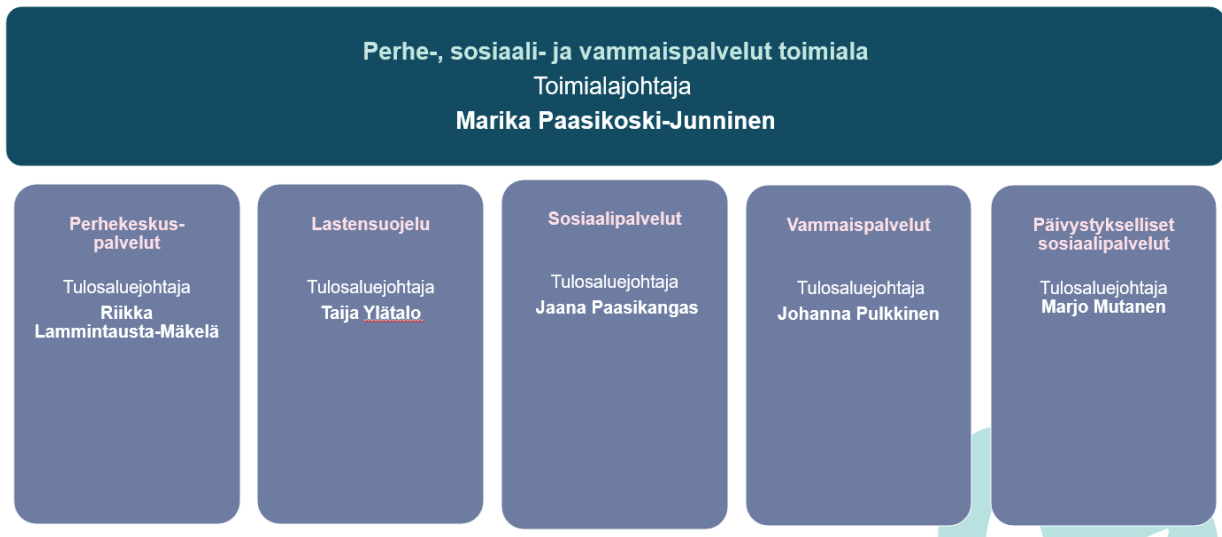 Perhe-, sosiaali- ja vammaispalvelut toimiala
Toimialajohtaja
Marika Paasikoski-Junninen
Perhekeskus-
palvelut
Tulosaluejohtaja
Riikka
Lammintausta-Mäkelä
Lastensuojelu
Tulosaluejohtaja
Taija Ylätalo
Sosiaalipalvelut
Tulosaluejohtaja
Jaana Paasikangas
Vammaispalvelut
Tulosaluejohtaja
Johanna Pulkkinen
Päivystykselliset
sosiaalipalvelut
Tulosaluejohtaja
Marjo Mutanen